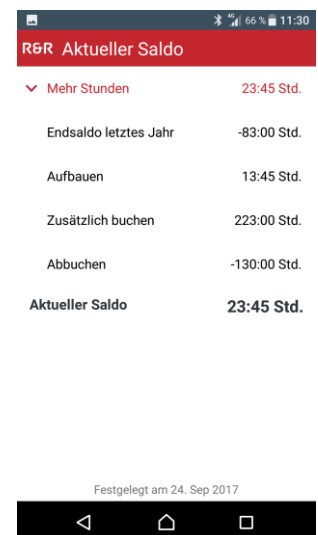 4G 66 % 11:30
R&R Aktueller Saldo
Mehr Stunden 23:45 Std.
Endsaldo letztes Jahr -83:00 Std.
Aufbauen 13:45 Std.
Zusätzlich buchen 223:00 Std.
Abbuchen -130:00 Std.
Aktueller Saldo 23:45 Std.
Festgelegt am 24. Sep 2017